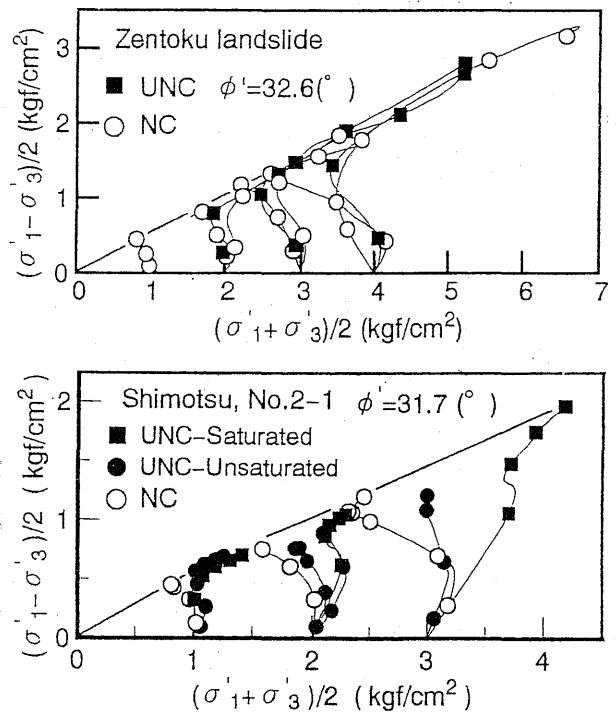 Zentoku landslide
UNC φ'=32.6(°)
NC
(σ'1−σ'3)/2 (kgf/cm2)
3
2
1
0
0 1 2 3 4 5 6 7
(σ'1+σ'3)/2 (kgf/cm2)
Shimotsu, No.2-1 φ'=31.7 (°)
UNC-Saturated
UNC-Unsaturated
NC
(σ'1−σ'3)/2 ( kgf/cm2)
2
1
0
0 1 2 3 4
(σ'1+σ'3)/2 ( kgf/cm2)